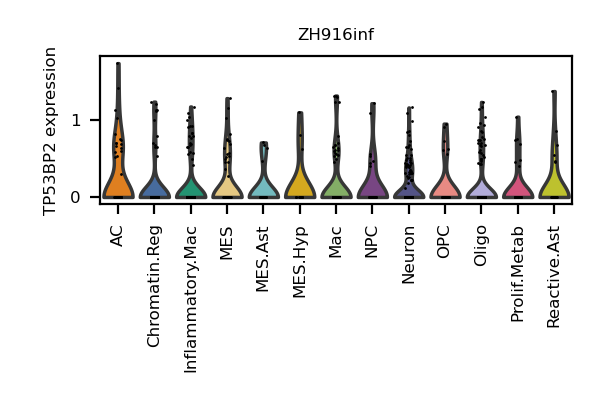 ZH916inf
TP53BP2 expression
1
0
AC
Chromatin.Reg
Inflammatory.Mac
MES
MES.Ast
MES.Hyp
Mac
NPC
Neuron
OPC
Oligo
Prolif.Metab
Reactive.Ast